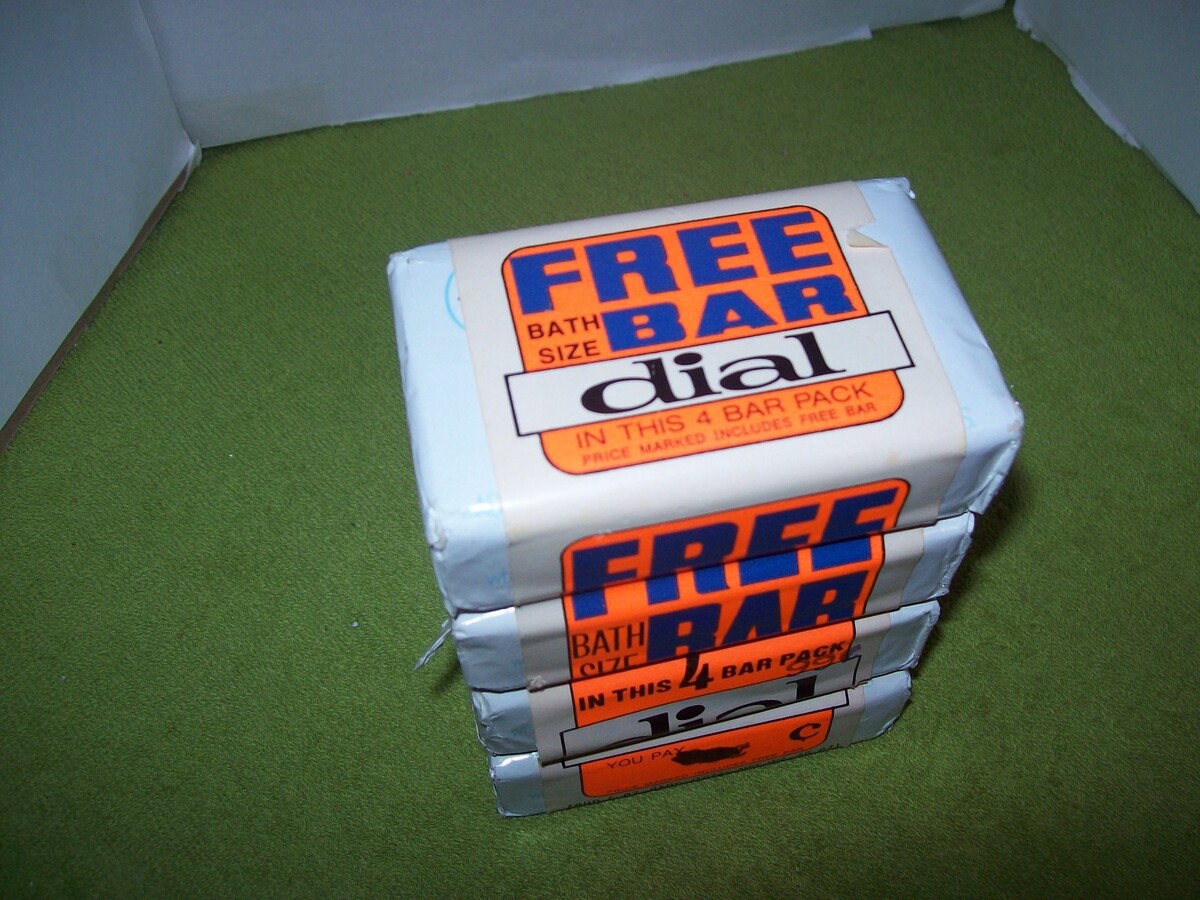 FREE
BATH SIZE BAR
dial
IN THIS 4 BAR PACK
PRICE MARKED INCLUDES FREE BAR
FREE
BATH SIZE BAR
IN THIS 4 BAR PACK
dial
YOU PAY ¢